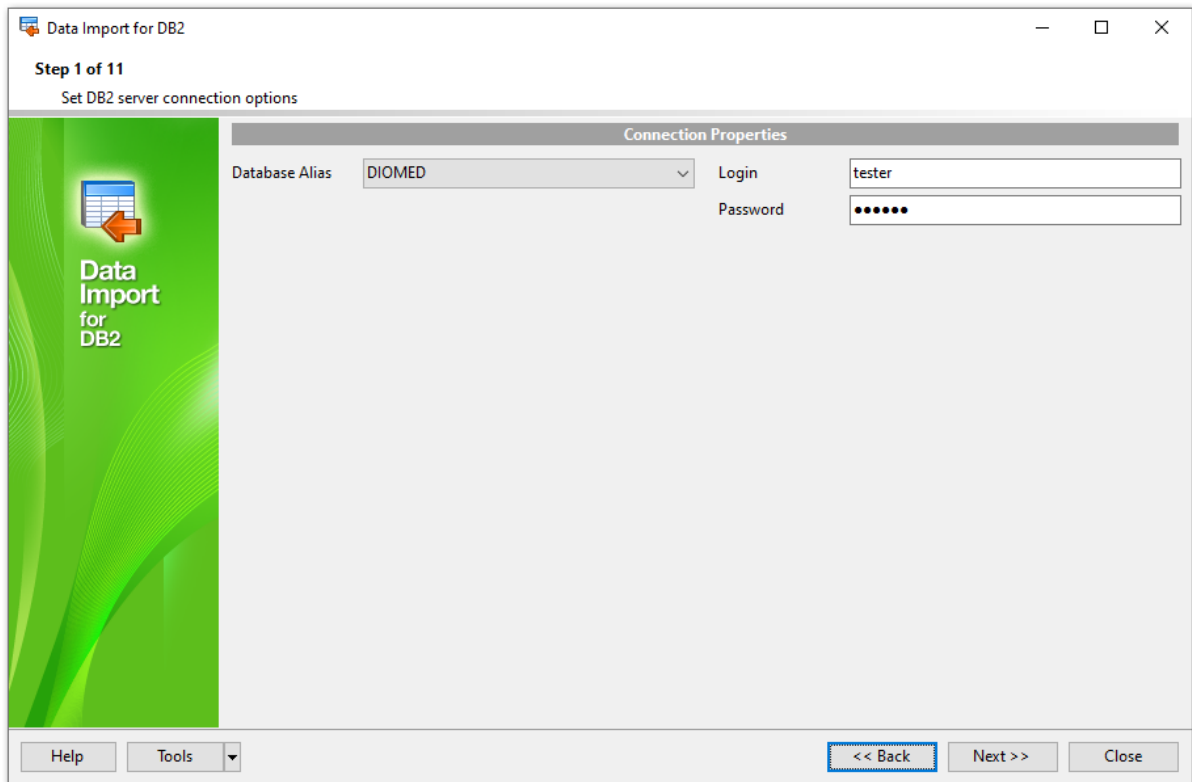 Data Import for DB2
Step 1 of 11
Set DB2 server connection options
Connection Properties
Database Alias DIOMED Login tester
Password ●●●●●●
Data
Import
for
DB2
Help Tools << Back Next >> Close